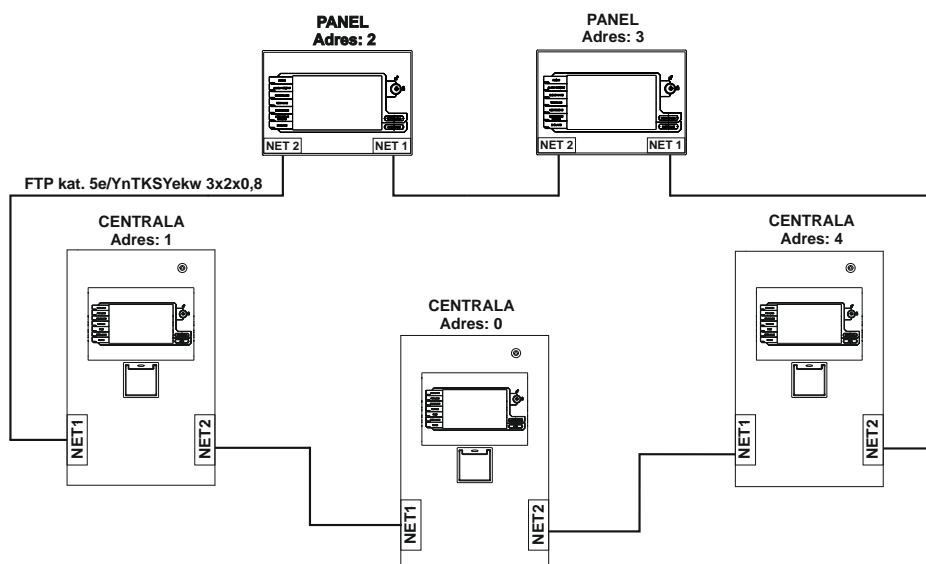 PANEL
Adres: 2
PANEL
Adres: 3
NET 2
NET 1
NET 2
NET 1
FTP kat. 5e/YnTKSYekw 3x2x0,8
CENTRALA
Adres: 1
CENTRALA
Adres: 4
CENTRALA
Adres: 0
NET1
NET2
NET1
NET2
NET1
NET2